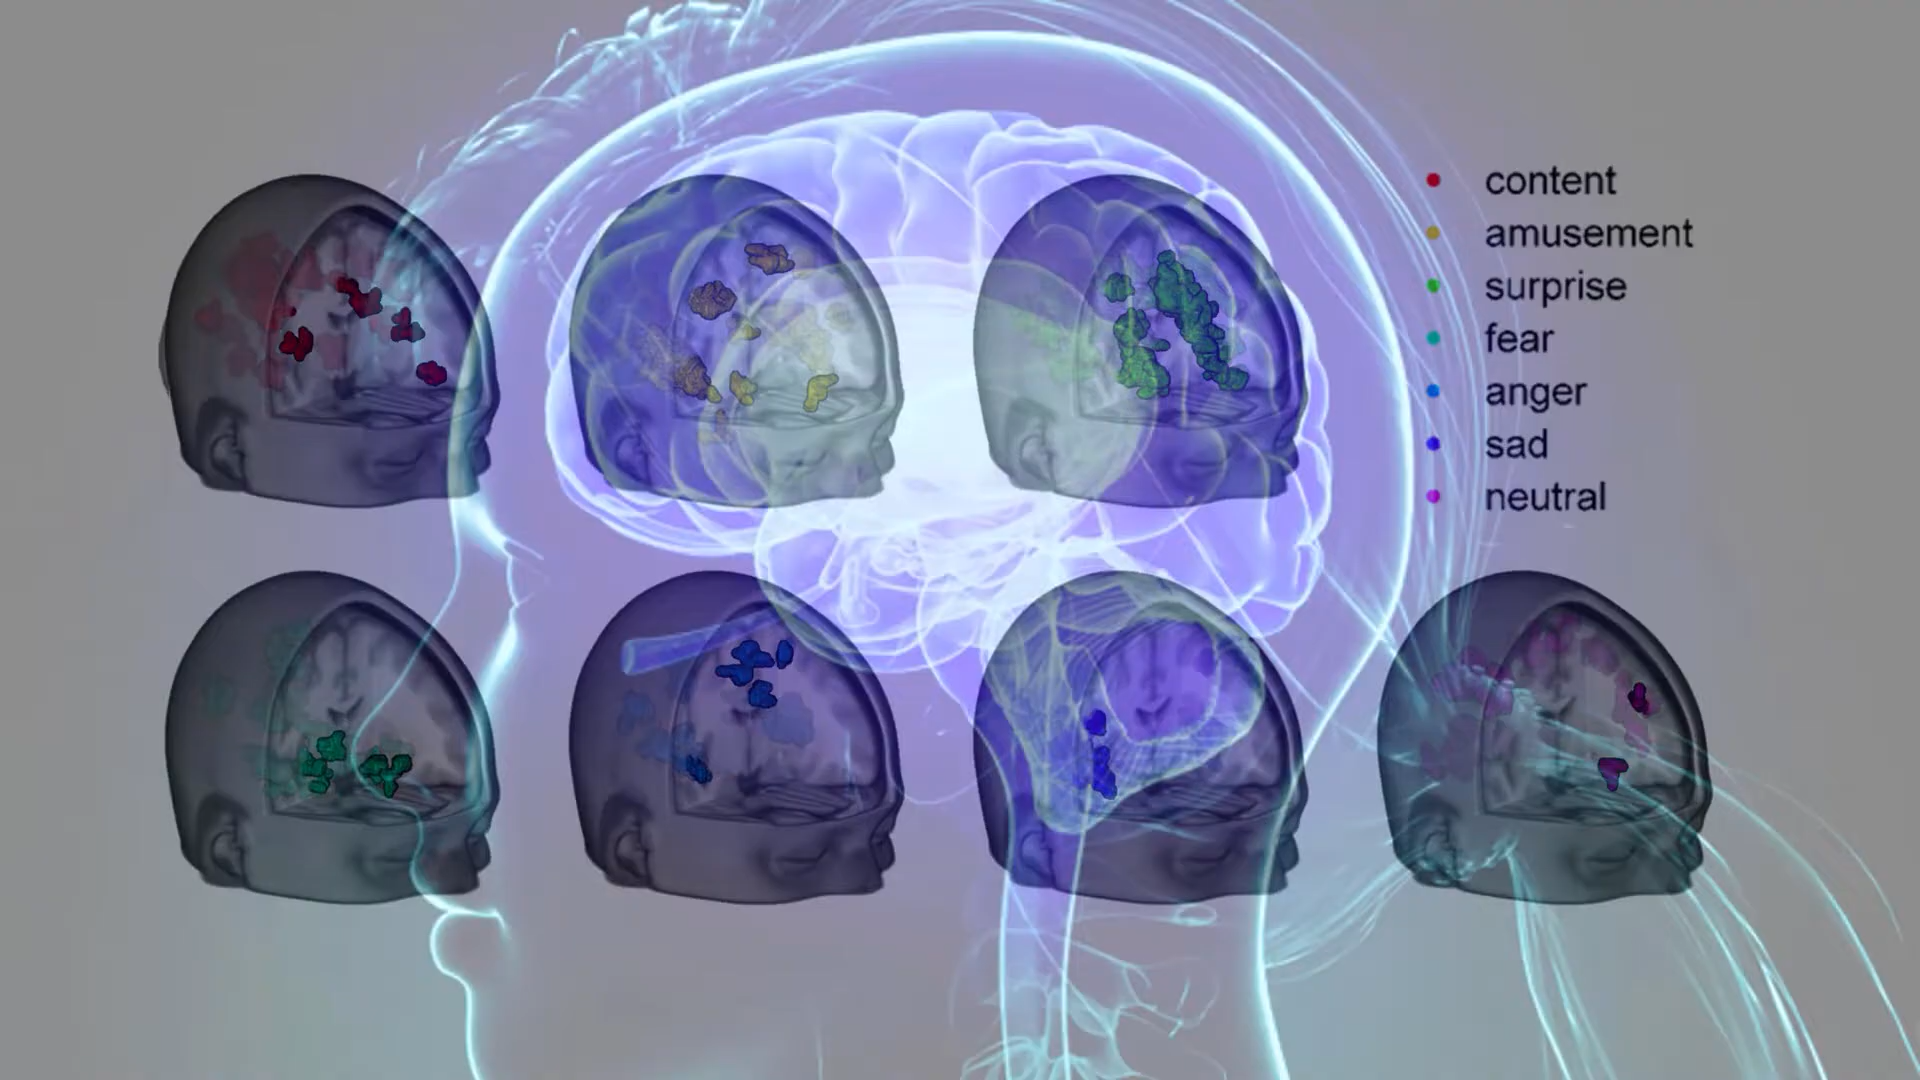 content
amusement
surprise
fear
anger
sad
neutral